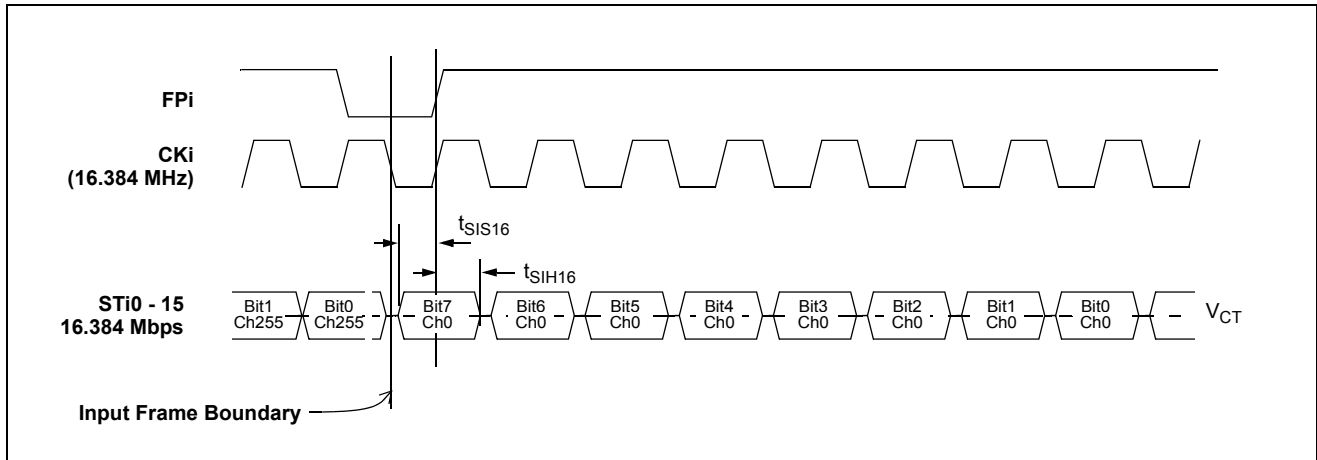 FPi
CKi
(16.384 MHz)
tSIS16
tSIH16
STi0 - 15
16.384 Mbps
Bit1 Ch255
Bit0 Ch255
Bit7 Ch0
Bit6 Ch0
Bit5 Ch0
Bit4 Ch0
Bit3 Ch0
Bit2 Ch0
Bit1 Ch0
Bit0 Ch0
VCT
Input Frame Boundary